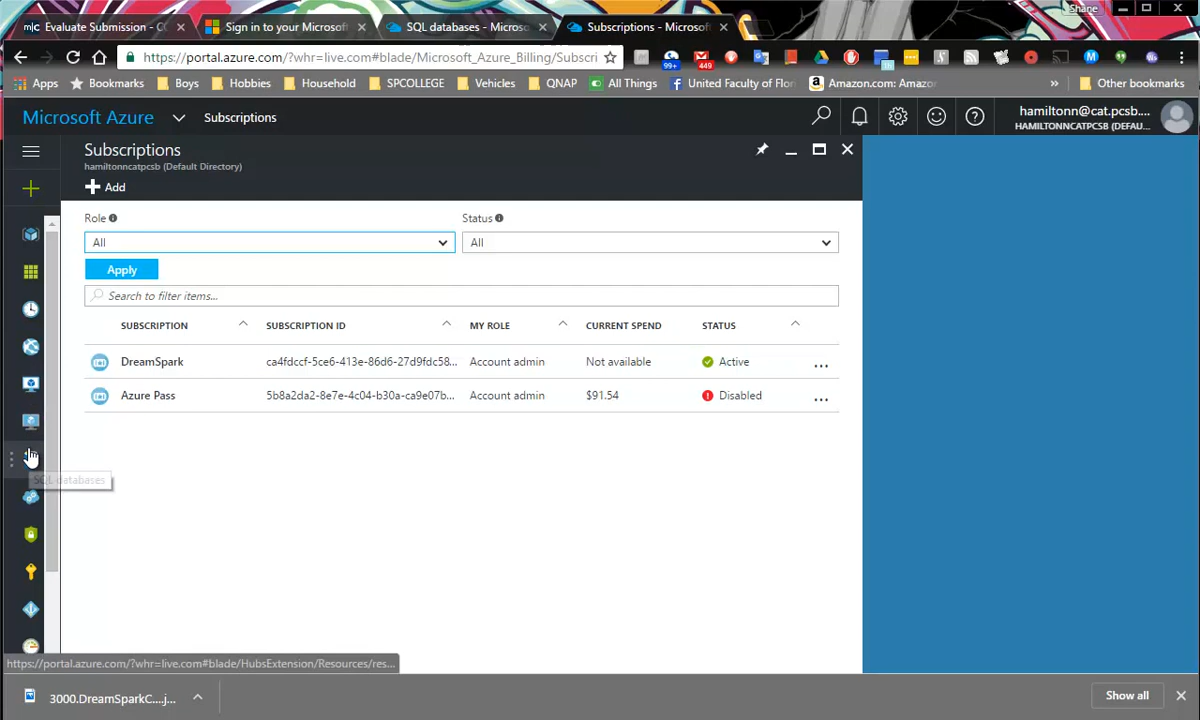 Shane
Evaluate Submission - C
Sign in to your Microsoft
SQL databases - Microso
Subscriptions - Microsoft
https://portal.azure.com/?whr=live.com#blade/Microsoft_Azure_Billing/Subscri
99+
449
Apps
Bookmarks
Boys
Hobbies
Household
SPCOLLEGE
Vehicles
QNAP
All Things
United Faculty of Flori
Amazon.com: Amazo
»
Other bookmarks
Microsoft Azure
Subscriptions
hamiltonn@cat.pcsb....
HAMILTONNCATPCSB (DEFAU...
Subscriptions
hamiltonncatpcsb (Default Directory)
Add
Role
Status
All
All
Apply
Search to filter items...
SUBSCRIPTION SUBSCRIPTION ID MY ROLE CURRENT SPEND STATUS
DreamSpark ca4fdccf-5ce6-413e-86d6-27d9fdc58... Account admin Not available Active ...
Azure Pass 5b8a2da2-8e7e-4c04-b30a-ca9e07b... Account admin $91.54 Disabled ...
SQL databases
https://portal.azure.com/?whr=live.com#blade/HubsExtension/Resources/res...
3000.DreamSparkC....j...
Show all